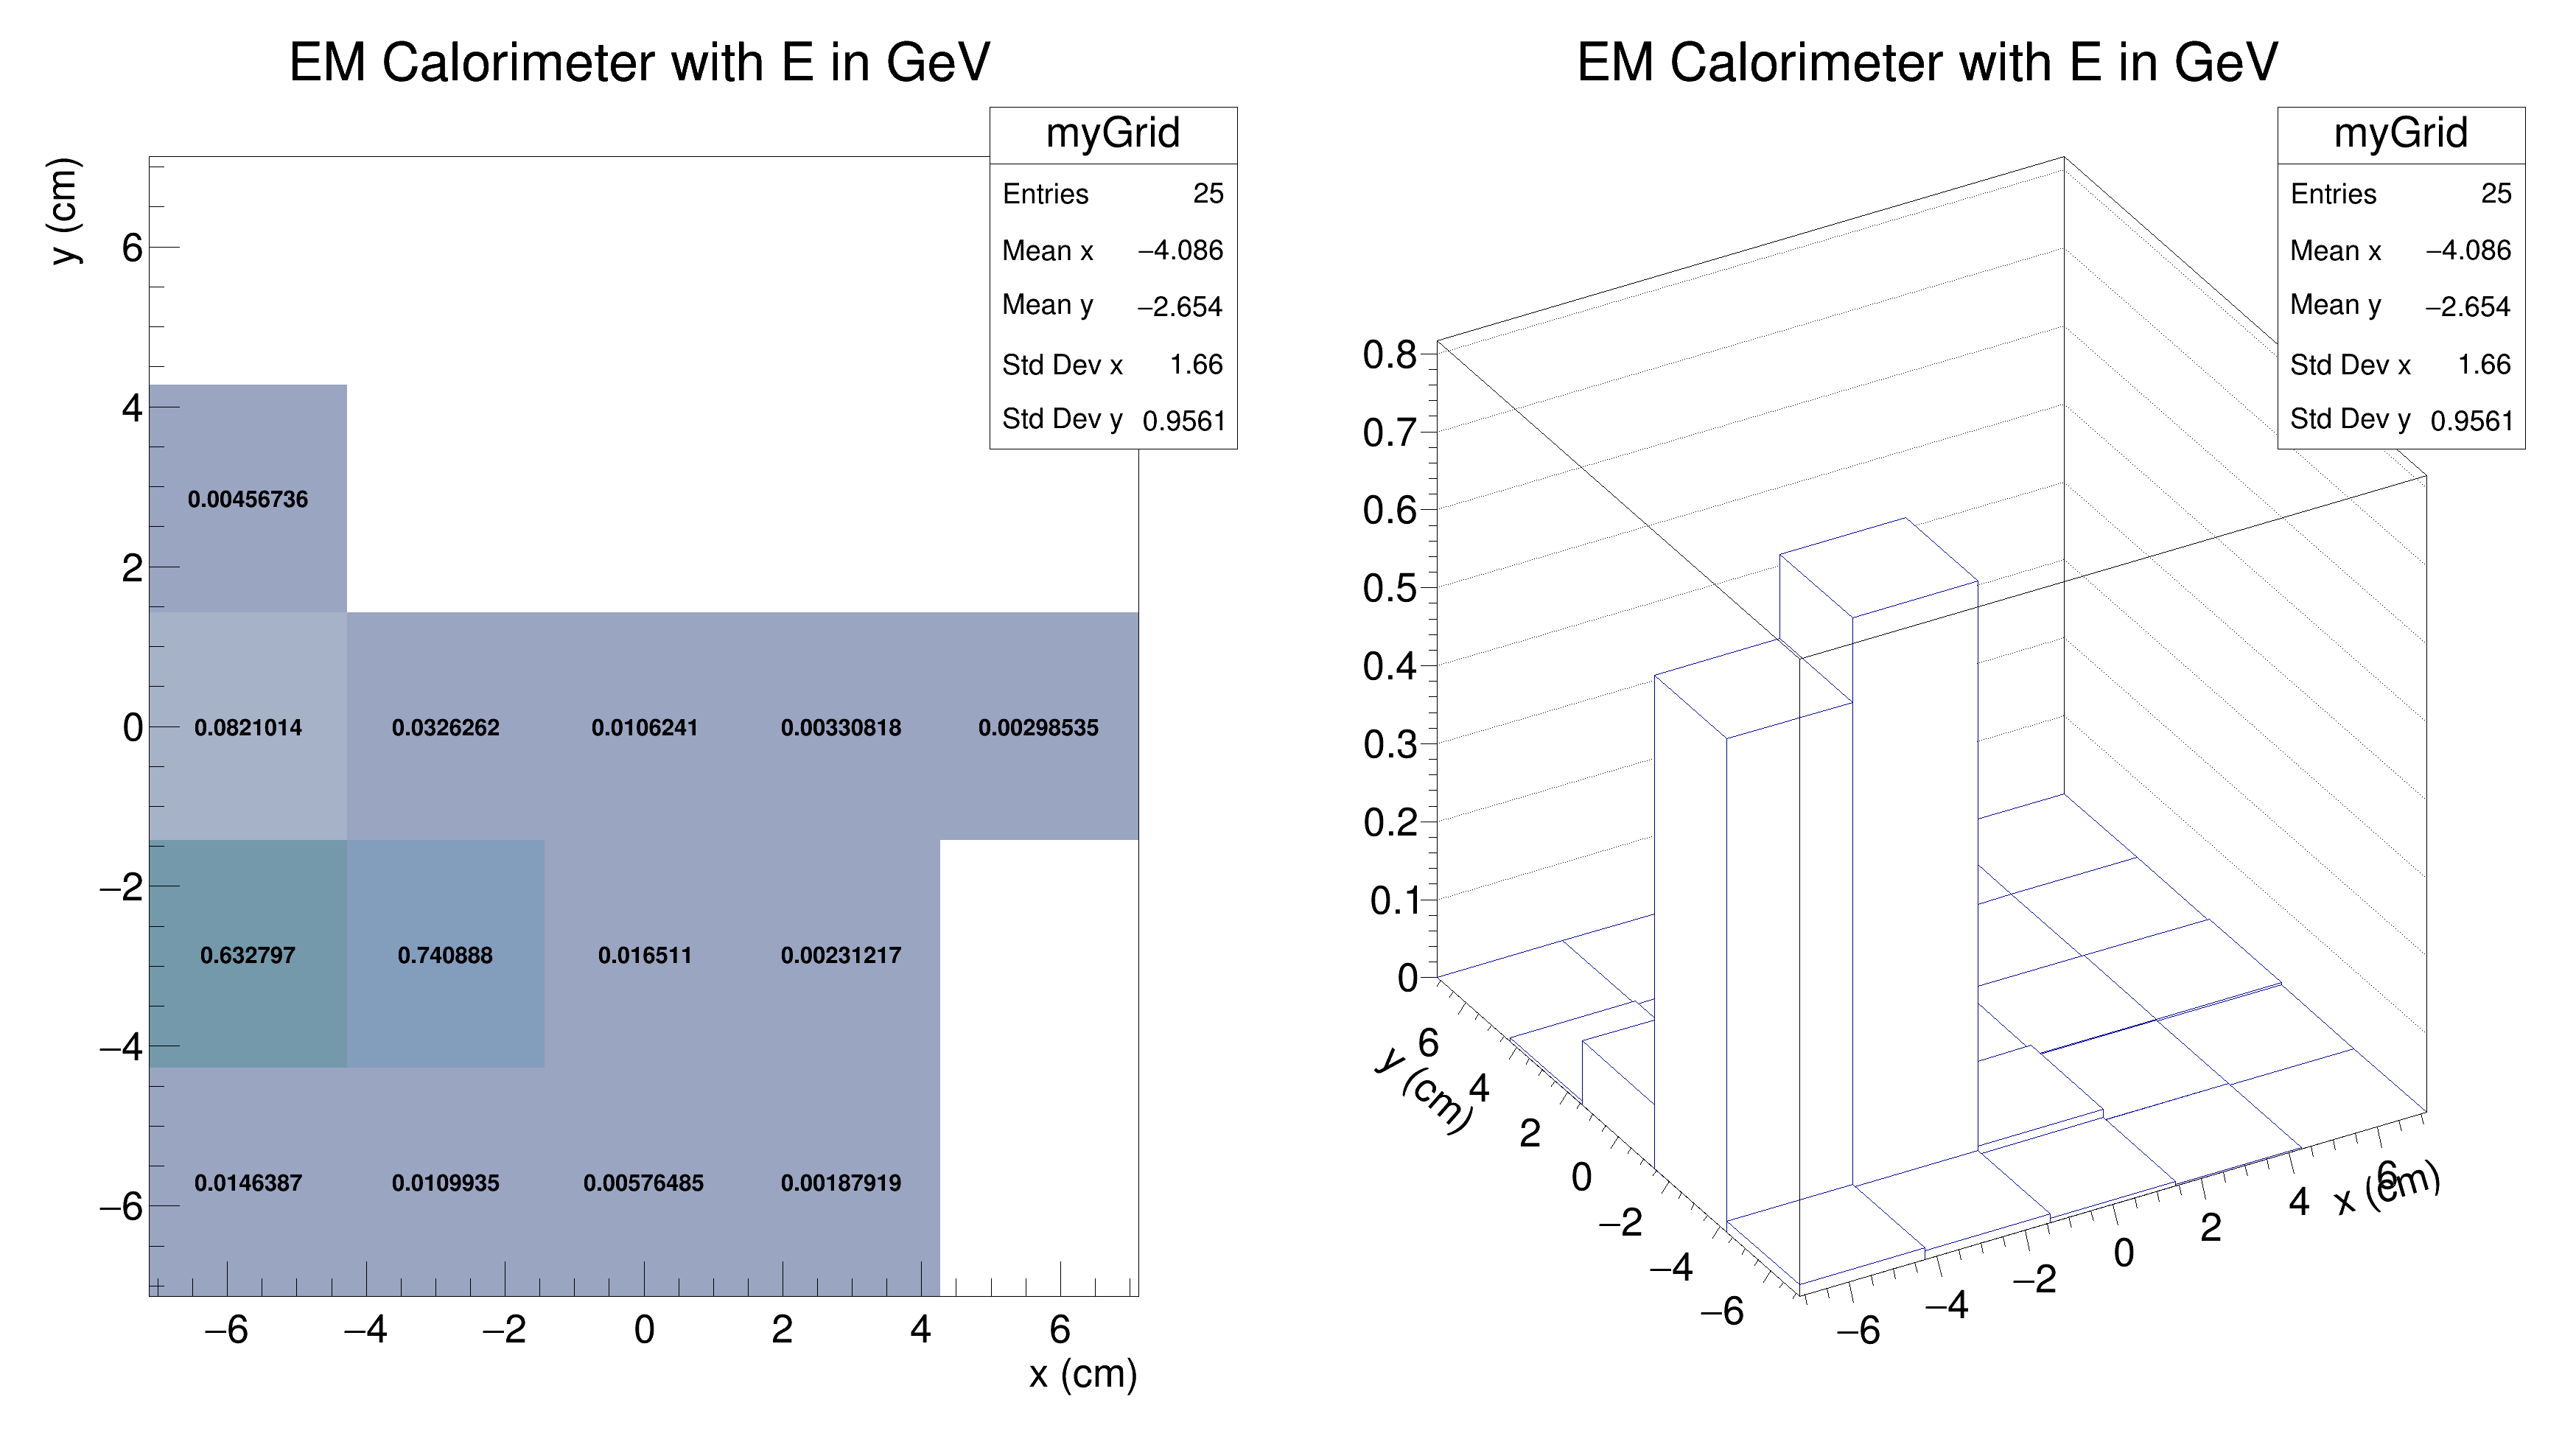 EM Calorimeter with E in GeV
myGrid
Entries 25
Mean x −4.086
Mean y −2.654
Std Dev x 1.66
Std Dev y 0.9561
y (cm)
6
4
2
0
−2
−4
−6
0.00456736
0.0821014 0.0326262 0.0106241 0.00330818 0.00298535
0.632797 0.740888 0.016511 0.00231217
0.0146387 0.0109935 0.00576485 0.00187919
−6 −4 −2 0 2 4 6
x (cm)
EM Calorimeter with E in GeV
myGrid
Entries 25
Mean x −4.086
Mean y −2.654
Std Dev x 1.66
Std Dev y 0.9561
0.8
0.7
0.6
0.5
0.4
0.3
0.2
0.1
0
y (cm)
6
4
2
0
−2
−4
−6
−6 −4 −2 0 2 4 6
x (cm)